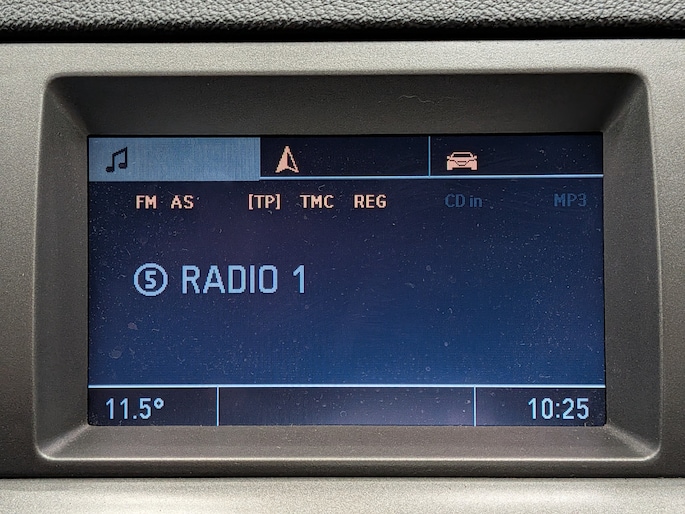 FM AS [TP] TMC REG CD in MP3
5 RADIO 1
11.5° 10:25